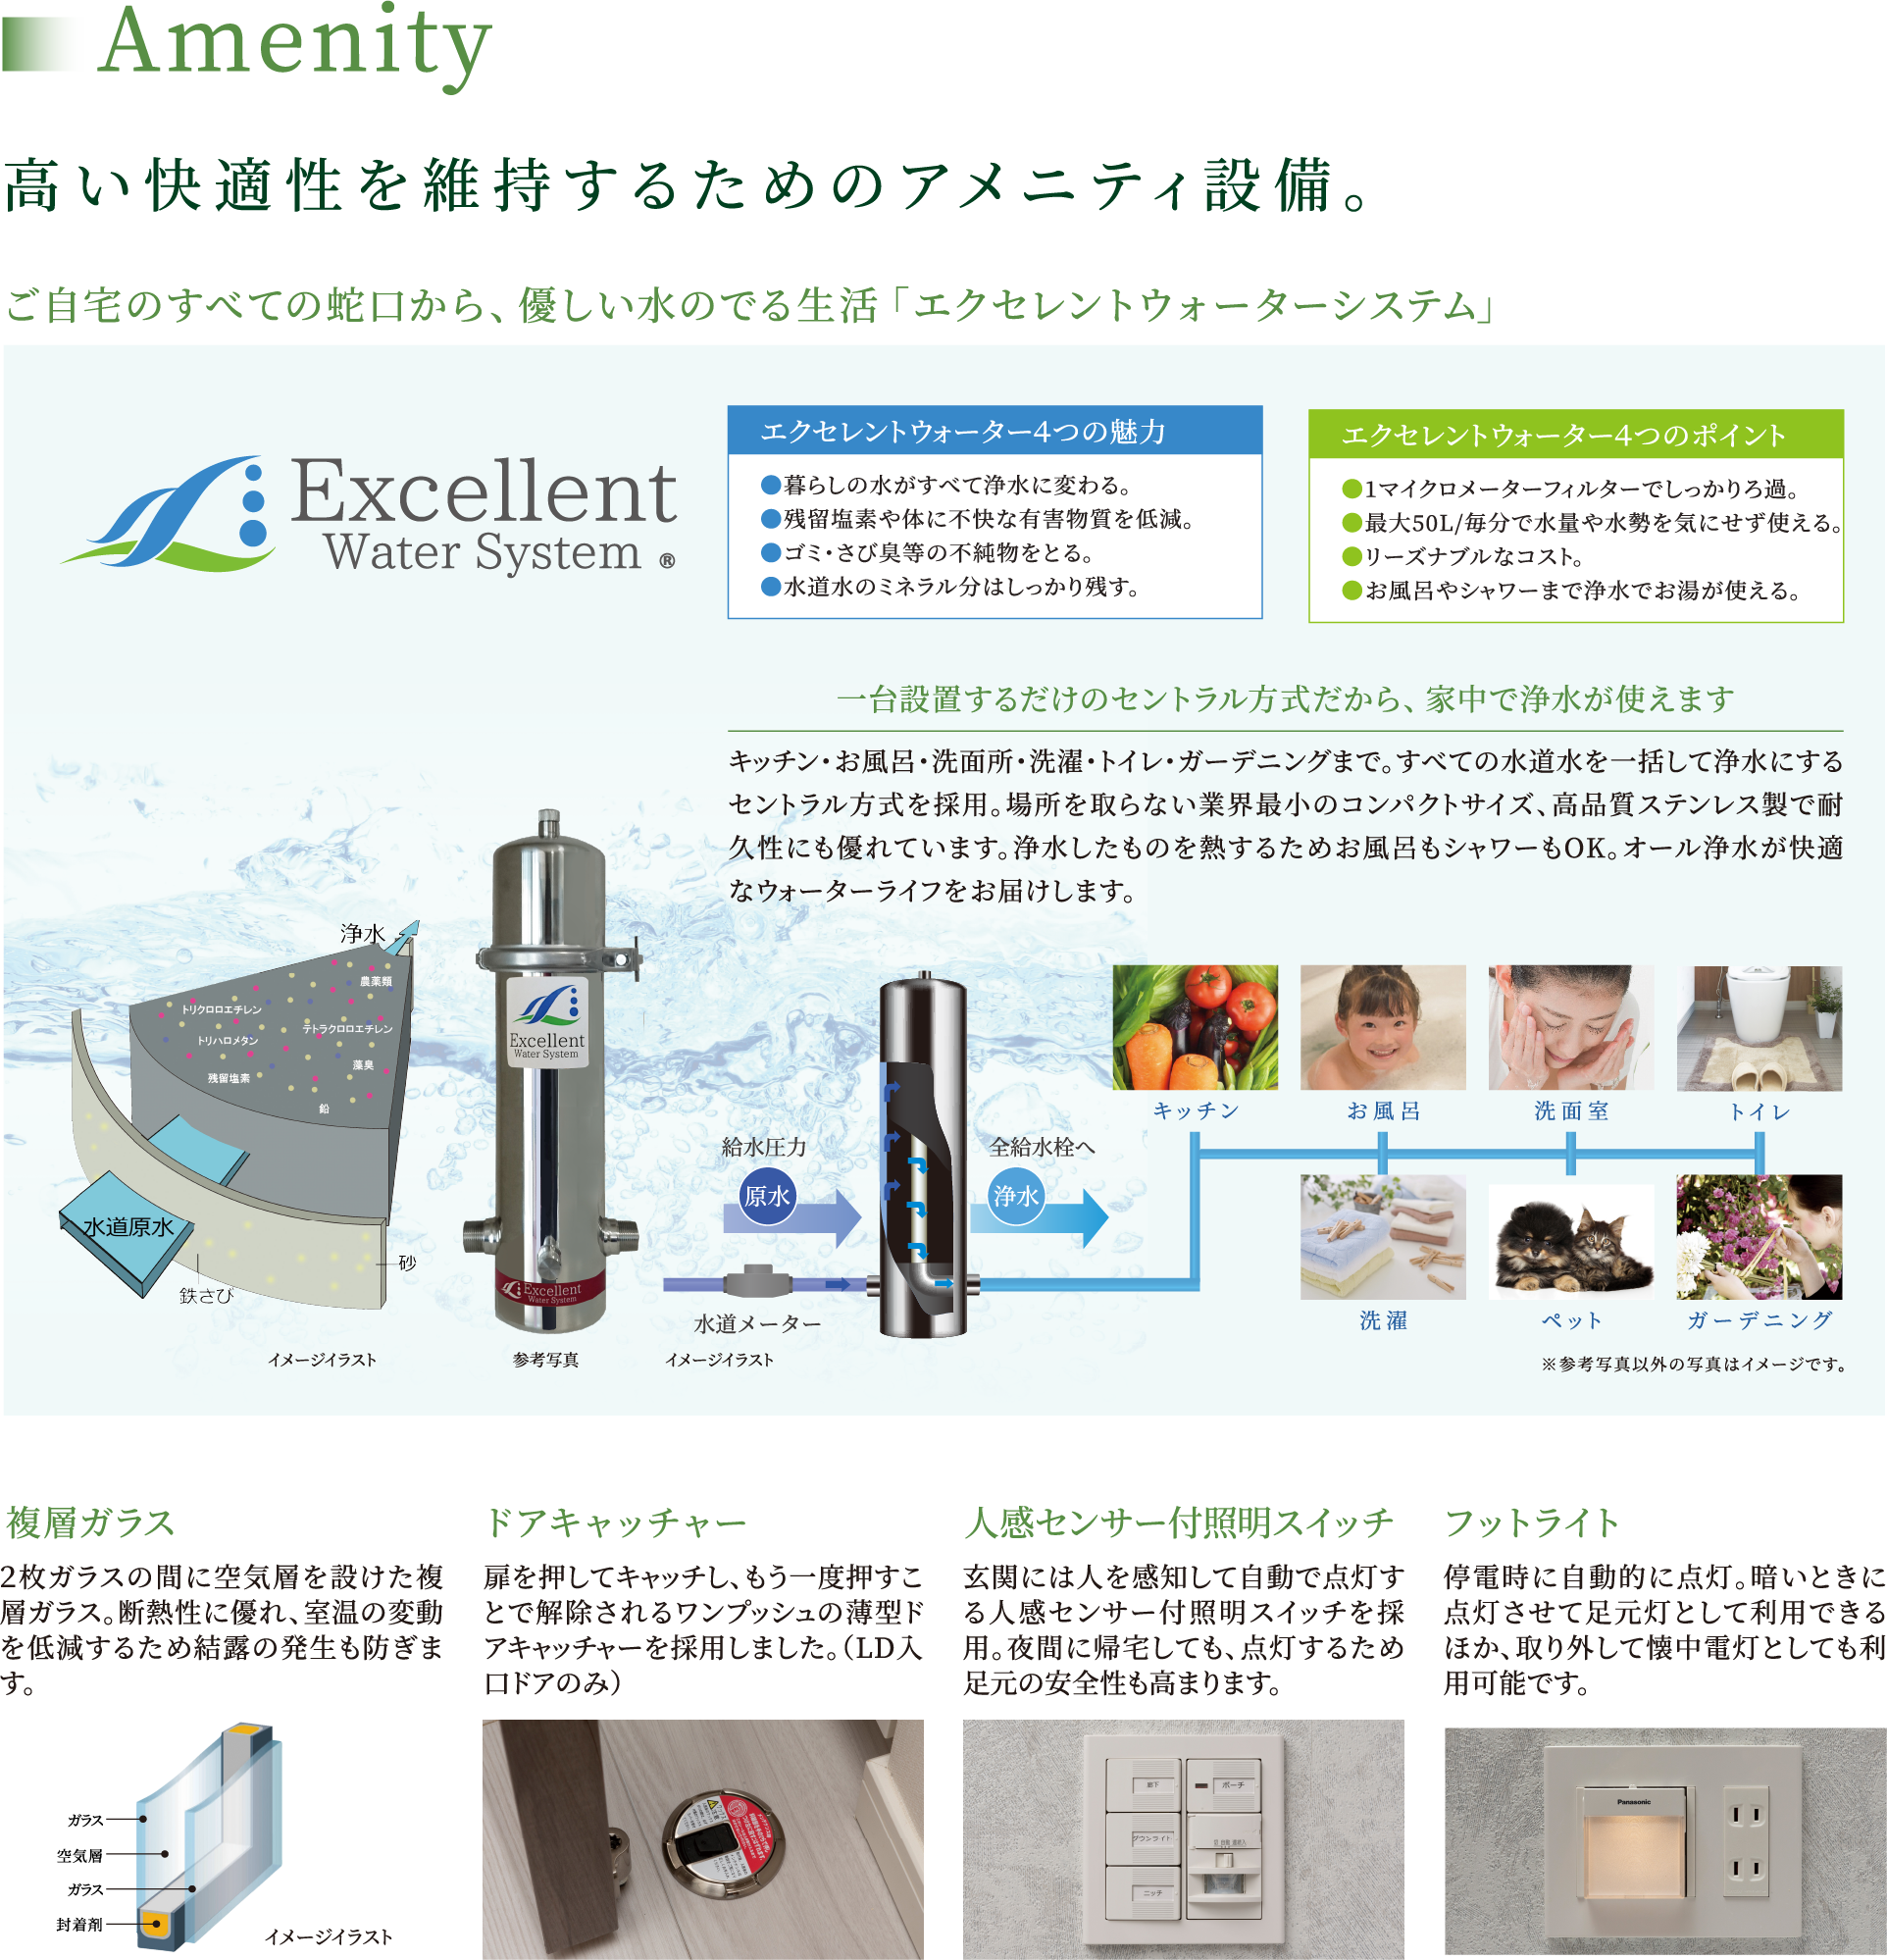 Amenity
高い快適性を維持するためのアメニティ設備。
ご自宅のすべての蛇口から、優しい水のでる生活「エクセレントウォーターシステム」
Excellent
Water System ®
エクセレントウォーター4つの魅力
●暮らしの水がすべて浄水に変わる。
●残留塩素や体に不快な有害物質を低減。
●ゴミ・さび臭等の不純物をとる。
●水道水のミネラル分はしっかり残す。
エクセレントウォーター4つのポイント
●1マイクロメーターフィルターでしっかりろ過。
●最大50L/毎分で水量や水勢を気にせず使える。
●リーズナブルなコスト。
●お風呂やシャワーまで浄水でお湯が使える。
一台設置するだけのセントラル方式だから、家中で浄水が使えます
キッチン・お風呂・洗面所・洗濯・トイレ・ガーデニングまで。すべての水道水を一括して浄水にする
セントラル方式を採用。場所を取らない業界最小のコンパクトサイズ、高品質ステンレス製で耐
久性にも優れています。浄水したものを熱するためお風呂もシャワーもOK。オール浄水が快適
なウォーターライフをお届けします。
浄水
農薬類
トリクロロエチレン
テトラクロロエチレン
トリハロメタン
藻臭
残留塩素
鉛
水道原水
砂
鉄さび
イメージイラスト
Excellent
Water System
Excellent
Water System
参考写真
給水圧力
原水
全給水栓へ
浄水
水道メーター
イメージイラスト
キッチン
お風呂
洗面室
トイレ
洗濯
ペット
ガーデニング
※参考写真以外の写真はイメージです。
複層ガラス
2枚ガラスの間に空気層を設けた複
層ガラス。断熱性に優れ、室温の変動
を低減するため結露の発生も防ぎま
す。
ガラス
空気層
ガラス
封着剤
イメージイラスト
ドアキャッチャー
扉を押してキャッチし、もう一度押すこ
とで解除されるワンプッシュの薄型ド
アキャッチャーを採用しました。（LD入
口ドアのみ）
人感センサー付照明スイッチ
玄関には人を感知して自動で点灯す
る人感センサー付照明スイッチを採
用。夜間に帰宅しても、点灯するため
足元の安全性も高まります。
廊下
ポーチ
ダウンライト
ニッチ
フットライト
停電時に自動的に点灯。暗いときに
点灯させて足元灯として利用できる
ほか、取り外して懐中電灯としても利
用可能です。
Panasonic